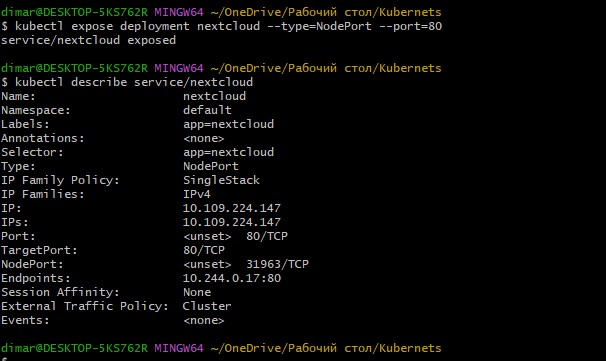 dimar@DESKTOP-5KS762R MINGW64 ~/OneDrive/Рабочий стол/Kubernets
$ kubectl expose deployment nextcloud --type=NodePort --port=80
service/nextcloud exposed
dimar@DESKTOP-5KS762R MINGW64 ~/OneDrive/Рабочий стол/Kubernets
$ kubectl describe service/nextcloud
Name: nextcloud
Namespace: default
Labels: app=nextcloud
Annotations: <none>
Selector: app=nextcloud
Type: NodePort
IP Family Policy: SingleStack
IP Families: IPv4
IP: 10.109.224.147
IPs: 10.109.224.147
Port: <unset> 80/TCP
TargetPort: 80/TCP
NodePort: <unset> 31963/TCP
Endpoints: 10.244.0.17:80
Session Affinity: None
External Traffic Policy: Cluster
Events: <none>
dimar@DESKTOP-5KS762R MINGW64 ~/OneDrive/Рабочий стол/Kubernets